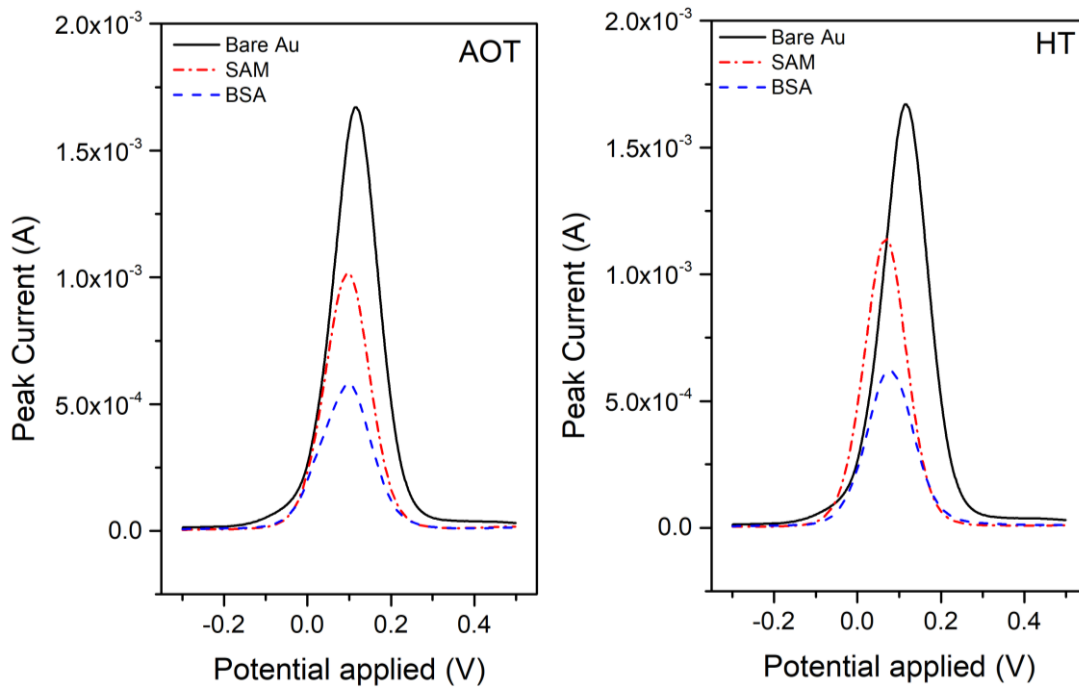 2.0x10⁻³
Bare Au
SAM
BSA
AOT
1.5x10⁻³
1.0x10⁻³
5.0x10⁻⁴
0.0
Peak Current (A)
-0.2 0.0 0.2 0.4
Potential applied (V)
2.0x10⁻³
Bare Au
SAM
BSA
HT
1.5x10⁻³
1.0x10⁻³
5.0x10⁻⁴
0.0
Peak Current (A)
-0.2 0.0 0.2 0.4
Potential applied (V)